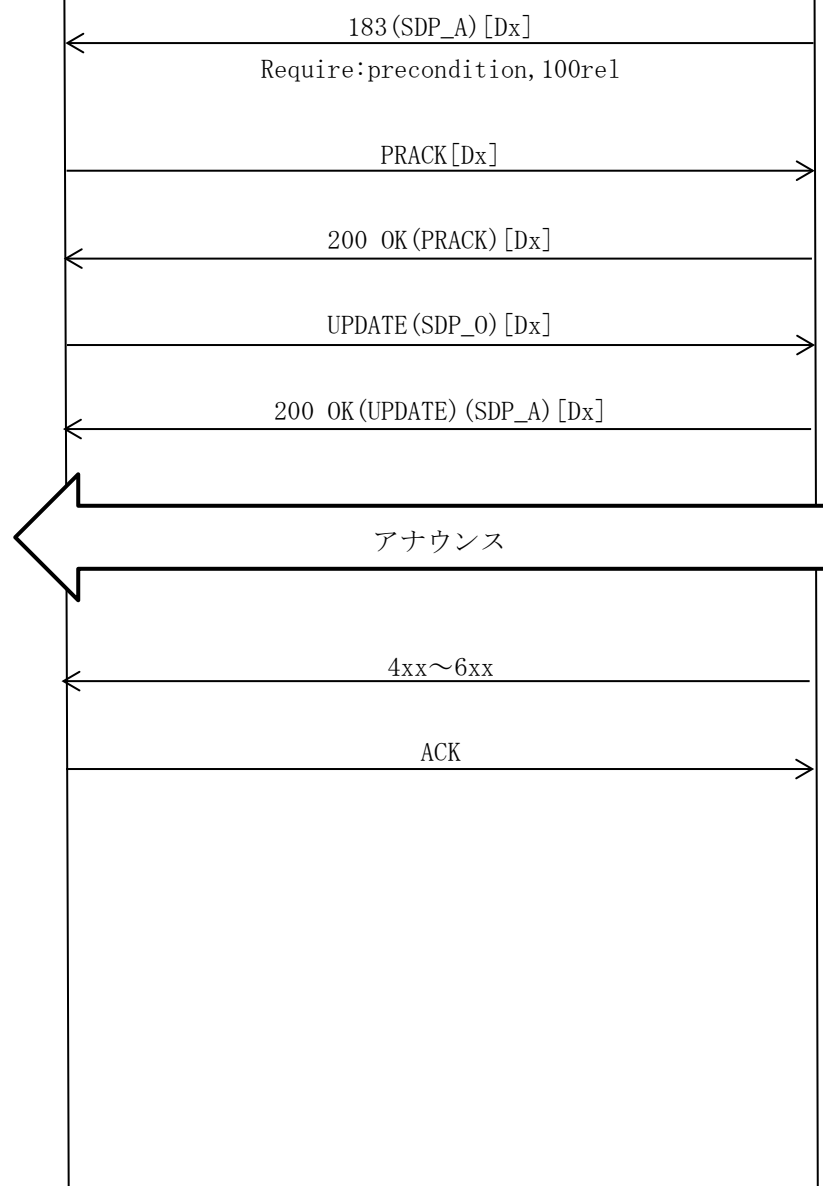 183(SDP_A)[Dx]
Require:precondition,100rel
PRACK[Dx]
200 OK(PRACK)[Dx]
UPDATE(SDP_O)[Dx]
200 OK(UPDATE)(SDP_A)[Dx]
アナウンス
4xx～6xx
ACK